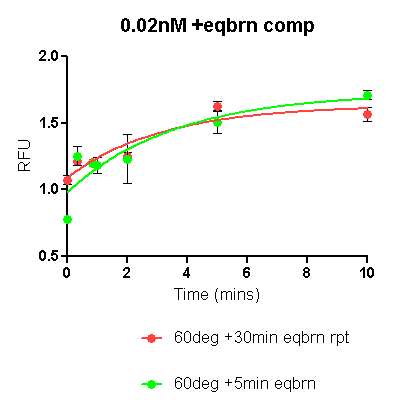 0.02nM +eqbrn comp
2.0
1.5
1.0
0.5
RFU
0 2 4 6 8 10
Time (mins)
60deg +30min eqbrn rpt
60deg +5min eqbrn